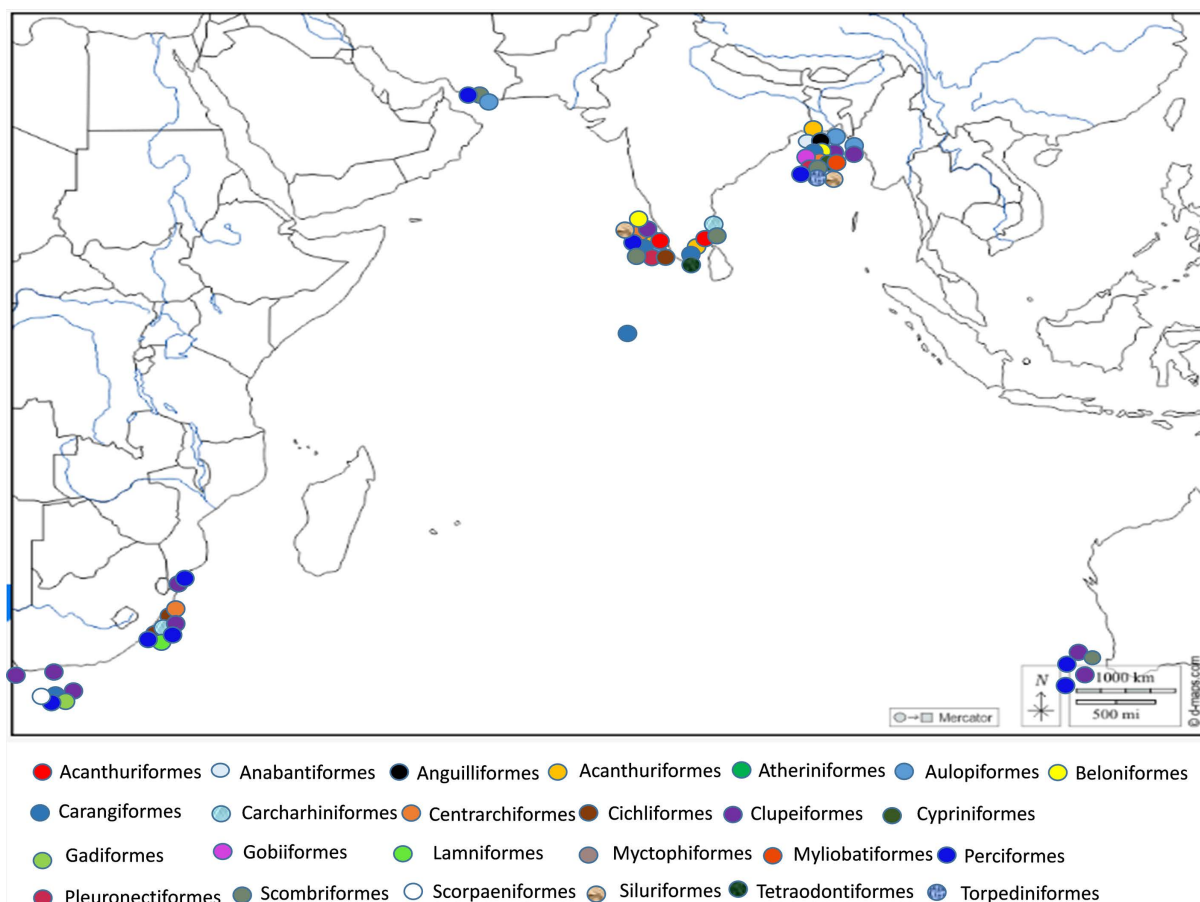 N
1000 km
500 mi
Mercator
© d-maps.com
Acanthuriformes Anabantiformes Anguilliformes Acanthuriformes Atheriniformes Aulopiformes Beloniformes
Carangiformes Carcharhiniformes Centrarchiformes Cichliformes Clupeiformes Cypriniformes
Gadiformes Gobiiformes Lamniformes Myctophiformes Myliobatiformes Perciformes
Pleuronectiformes Scombriformes Scorpaeniformes Siluriformes Tetraodontiformes Torpediniformes